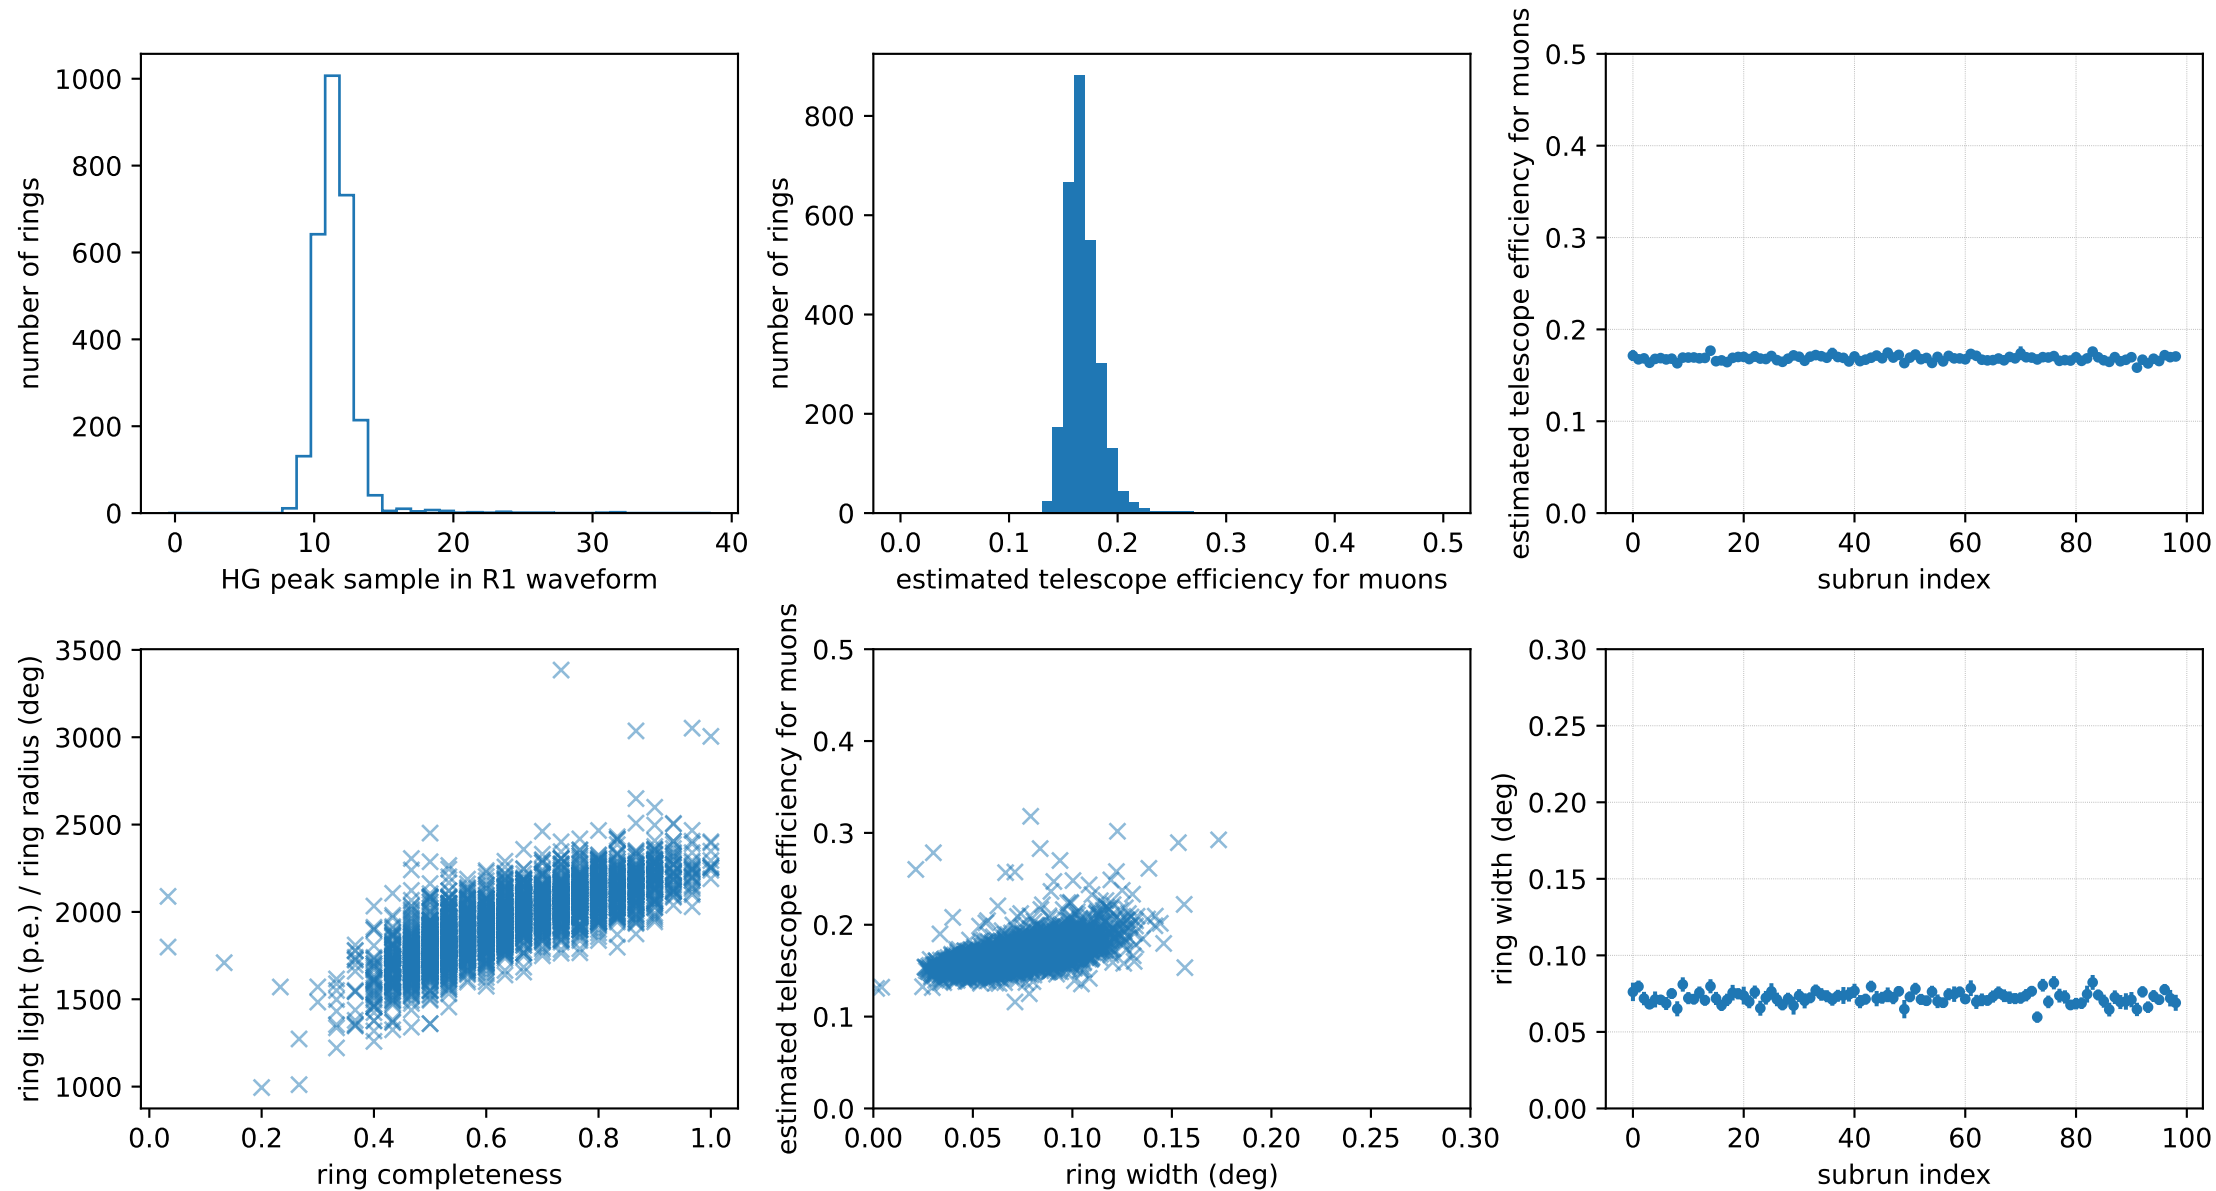 1000
800
600
400
200
0
number of rings
0 10 20 30 40
HG peak sample in R1 waveform
800
600
400
200
0
number of rings
0.0 0.1 0.2 0.3 0.4 0.5
estimated telescope efficiency for muons
0.5
0.4
0.3
0.2
0.1
0.0
estimated telescope efficiency for muons
0 20 40 60 80 100
subrun index
3500
3000
2500
2000
1500
1000
ring light (p.e.) / ring radius (deg)
0.0 0.2 0.4 0.6 0.8 1.0
ring completeness
0.5
0.4
0.3
0.2
0.1
0.0
estimated telescope efficiency for muons
0.00 0.05 0.10 0.15 0.20 0.25 0.30
ring width (deg)
0.30
0.25
0.20
0.15
0.10
0.05
0.00
ring width (deg)
0 20 40 60 80 100
subrun index